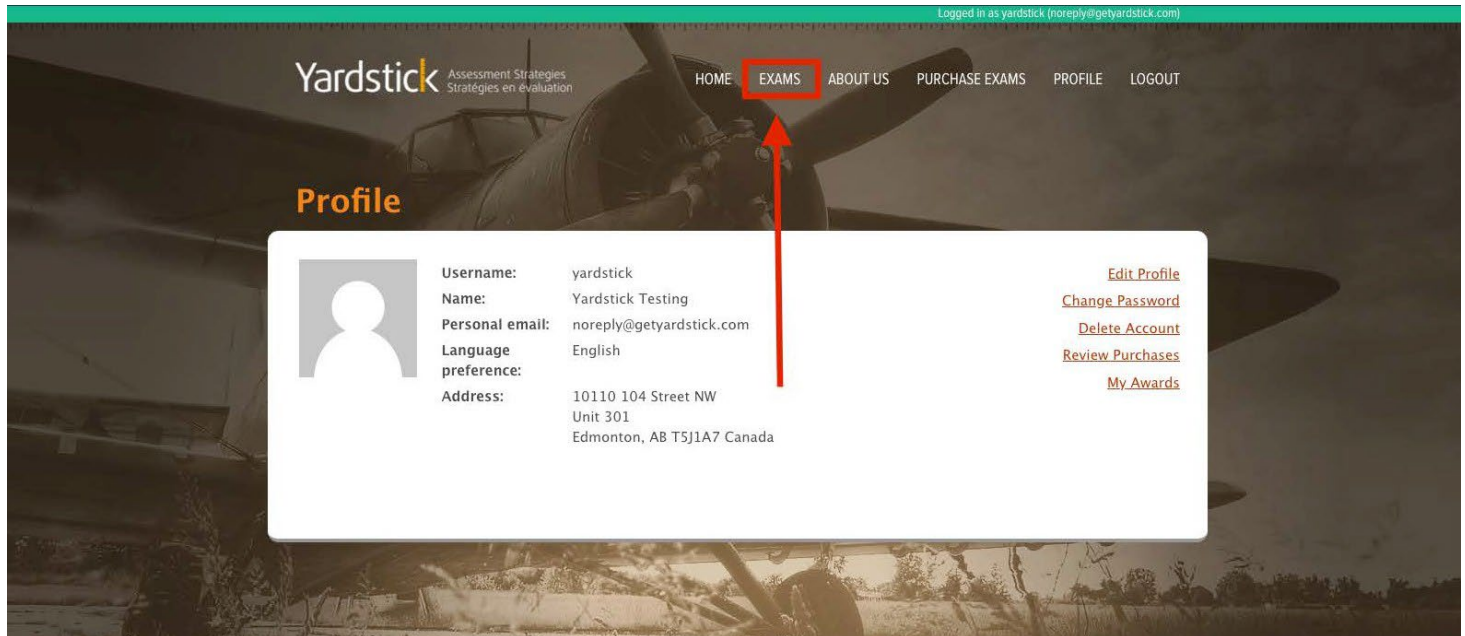 Logged in as yardstick (noreply@getyardstick.com)
Yardstick Assessment Strategies
Stratégies en évaluation
HOME EXAMS ABOUT US PURCHASE EXAMS PROFILE LOGOUT
Profile
Username: yardstick
Name: Yardstick Testing
Personal email: noreply@getyardstick.com
Language preference: English
Address: 10110 104 Street NW
Unit 301
Edmonton, AB T5J1A7 Canada
Edit Profile
Change Password
Delete Account
Review Purchases
My Awards